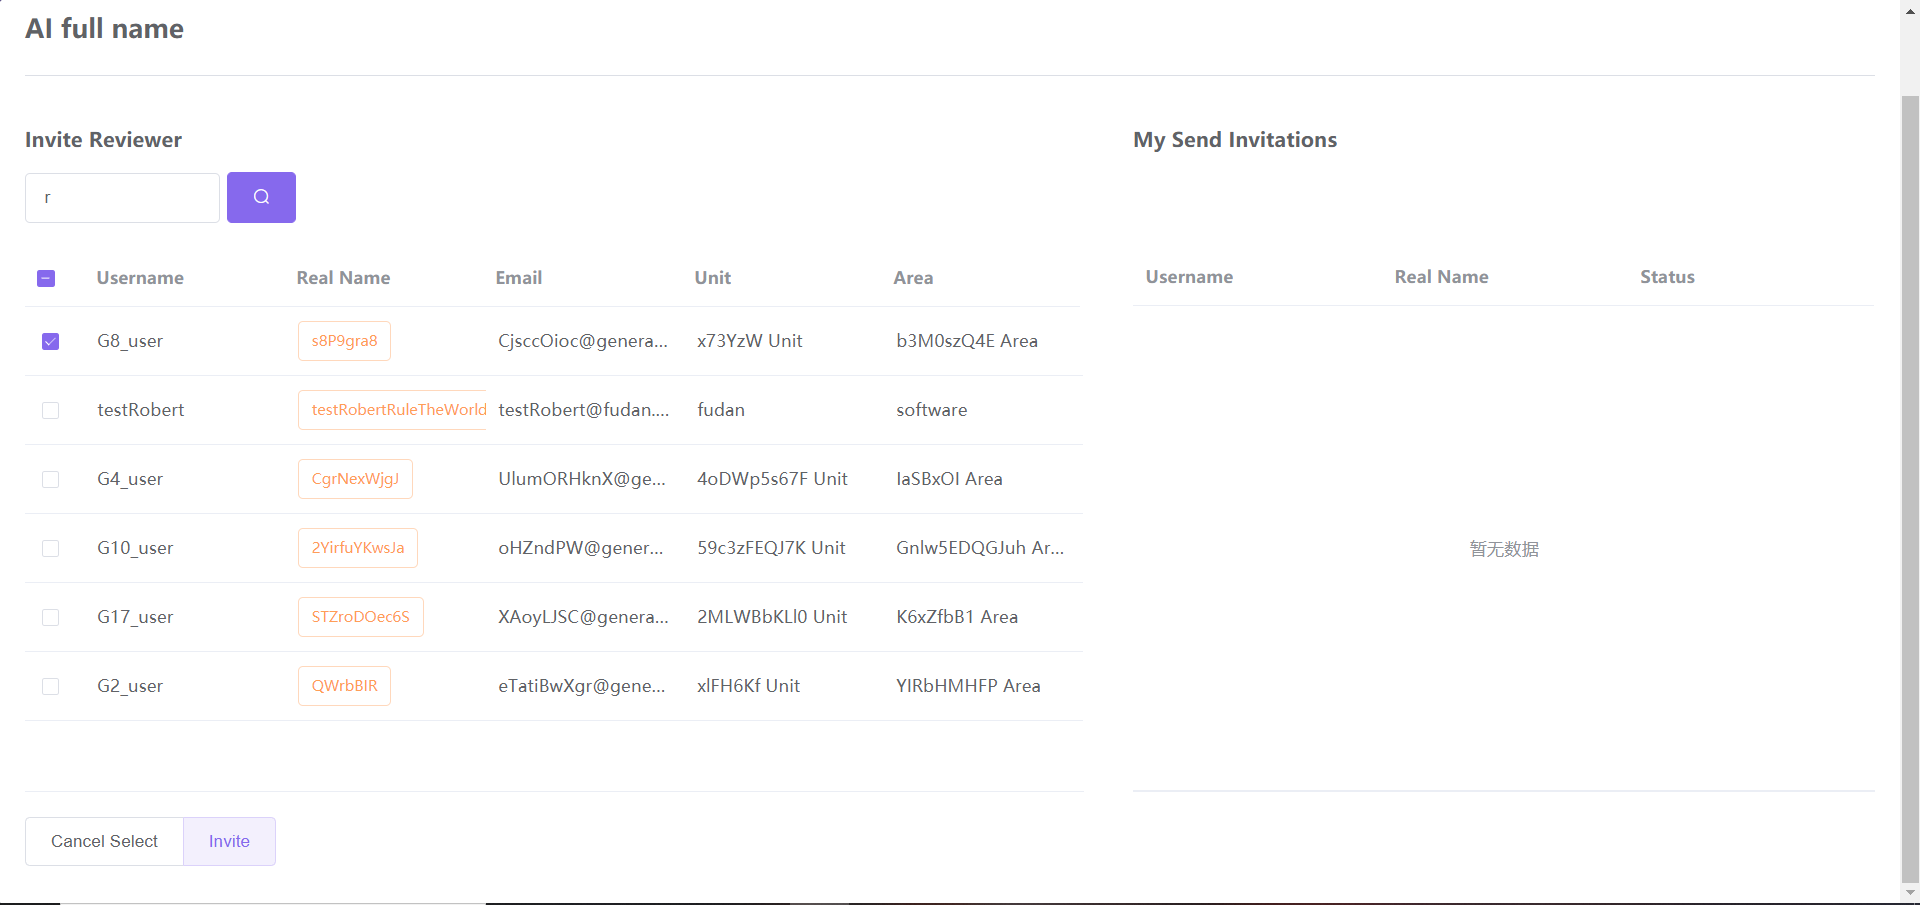 AI full name
Invite Reviewer
r
Username Real Name Email Unit Area
G8_user s8P9gra8 CjsccOioc@genera... x73YzW Unit b3M0szQ4E Area
testRobert testRobertRuleTheWorld testRobert@fudan.... fudan software
G4_user CgrNexWjgJ UlumORHknX@ge... 4oDWp5s67F Unit IaSBxOI Area
G10_user 2YirfuYKwsJa oHZndPW@gener... 59c3zFEQJ7K Unit Gnlw5EDQGJuh Ar...
G17_user STZroDOec6S XAoyLJSC@genera... 2MLWBbKLl0 Unit K6xZfbB1 Area
G2_user QWrbBIR eTatiBwXgr@gene... xlFH6Kf Unit YIRbHMHFP Area
Cancel Select Invite
My Send Invitations
Username Real Name Status
暂无数据